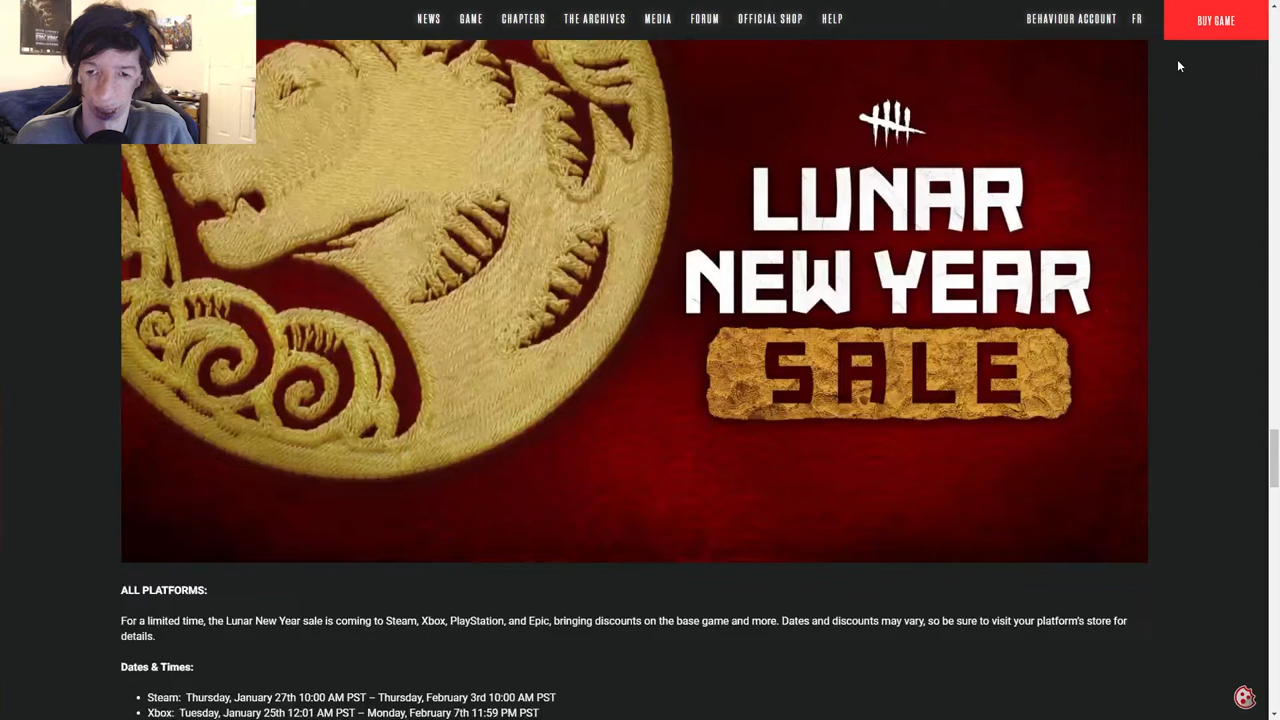 NEWS GAME CHAPTERS THE ARCHIVES MEDIA FORUM OFFICIAL SHOP HELP BEHAVIOUR ACCOUNT FR BUY GAME
LUNAR
NEW YEAR
SALE
ALL PLATFORMS:
For a limited time, the Lunar New Year sale is coming to Steam, Xbox, PlayStation, and Epic, bringing discounts on the base game and more. Dates and discounts may vary, so be sure to visit your platform's store for
details.
Dates & Times:
• Steam: Thursday, January 27th 10:00 AM PST – Thursday, February 3rd 10:00 AM PST
• Xbox: Tuesday, January 25th 12:01 AM PST – Monday, February 7th 11:59 PM PST